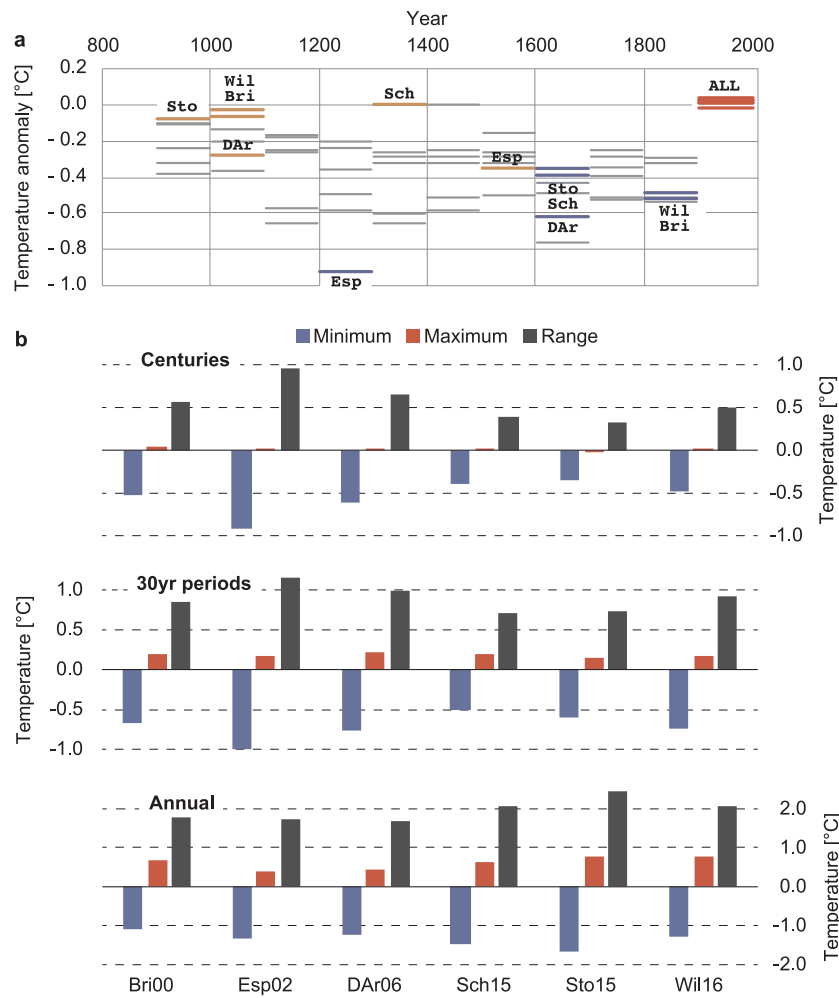 Year
a
800 1000 1200 1400 1600 1800 2000
Temperature anomaly [°C]
0.2
0.0
- 0.2
- 0.4
- 0.6
- 0.8
- 1.0
Sto
Wil
Bri
DAr
Sch
Esp
ALL
Esp
Sto
Sch
DAr
Wil
Bri
b
Minimum Maximum Range
Centuries
1.0
0.5
0.0
-0.5
-1.0
Temperature [°C]
30yr periods
1.0
0.5
0.0
-0.5
-1.0
Temperature [°C]
Annual
2.0
1.0
0.0
-1.0
-2.0
Temperature [°C]
Bri00 Esp02 DAr06 Sch15 Sto15 Wil16